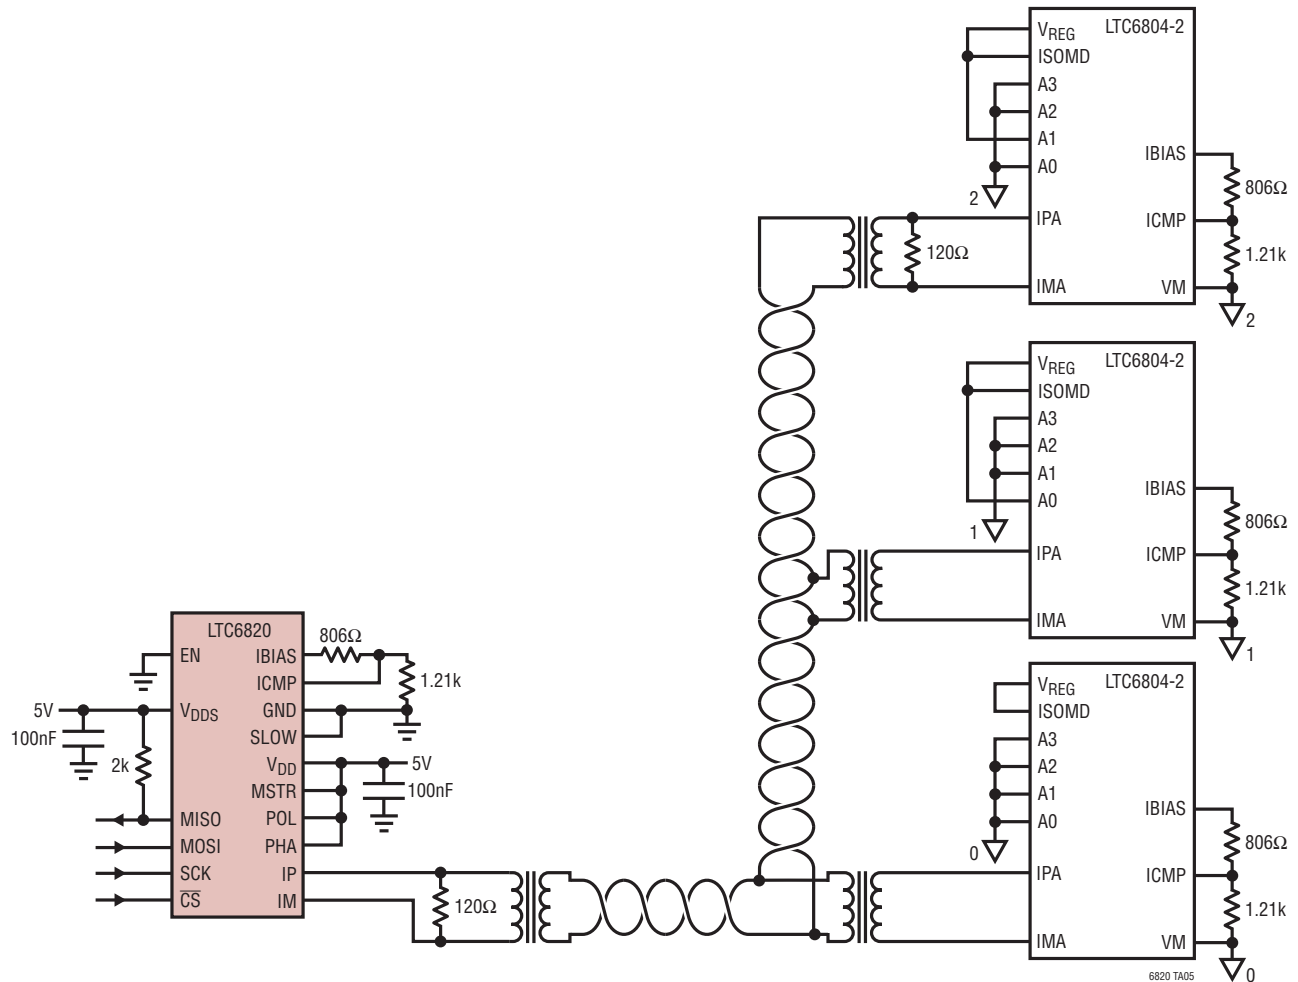 LTC6804-2
VREG
ISOMD
A3
A2
A1
A0
2
IPA
IMA
IBIAS
ICMP
VM
806Ω
1.21k
2
120Ω
LTC6804-2
VREG
ISOMD
A3
A2
A1
A0
1
IPA
IMA
IBIAS
ICMP
VM
806Ω
1.21k
1
LTC6804-2
VREG
ISOMD
A3
A2
A1
A0
0
IPA
IMA
IBIAS
ICMP
VM
806Ω
1.21k
0
LTC6820
EN
VDDS
MISO
MOSI
SCK
CS
IBIAS
ICMP
GND
SLOW
VDD
MSTR
POL
PHA
IP
IM
5V
100nF
2k
806Ω
1.21k
5V
100nF
120Ω
6820 TA05